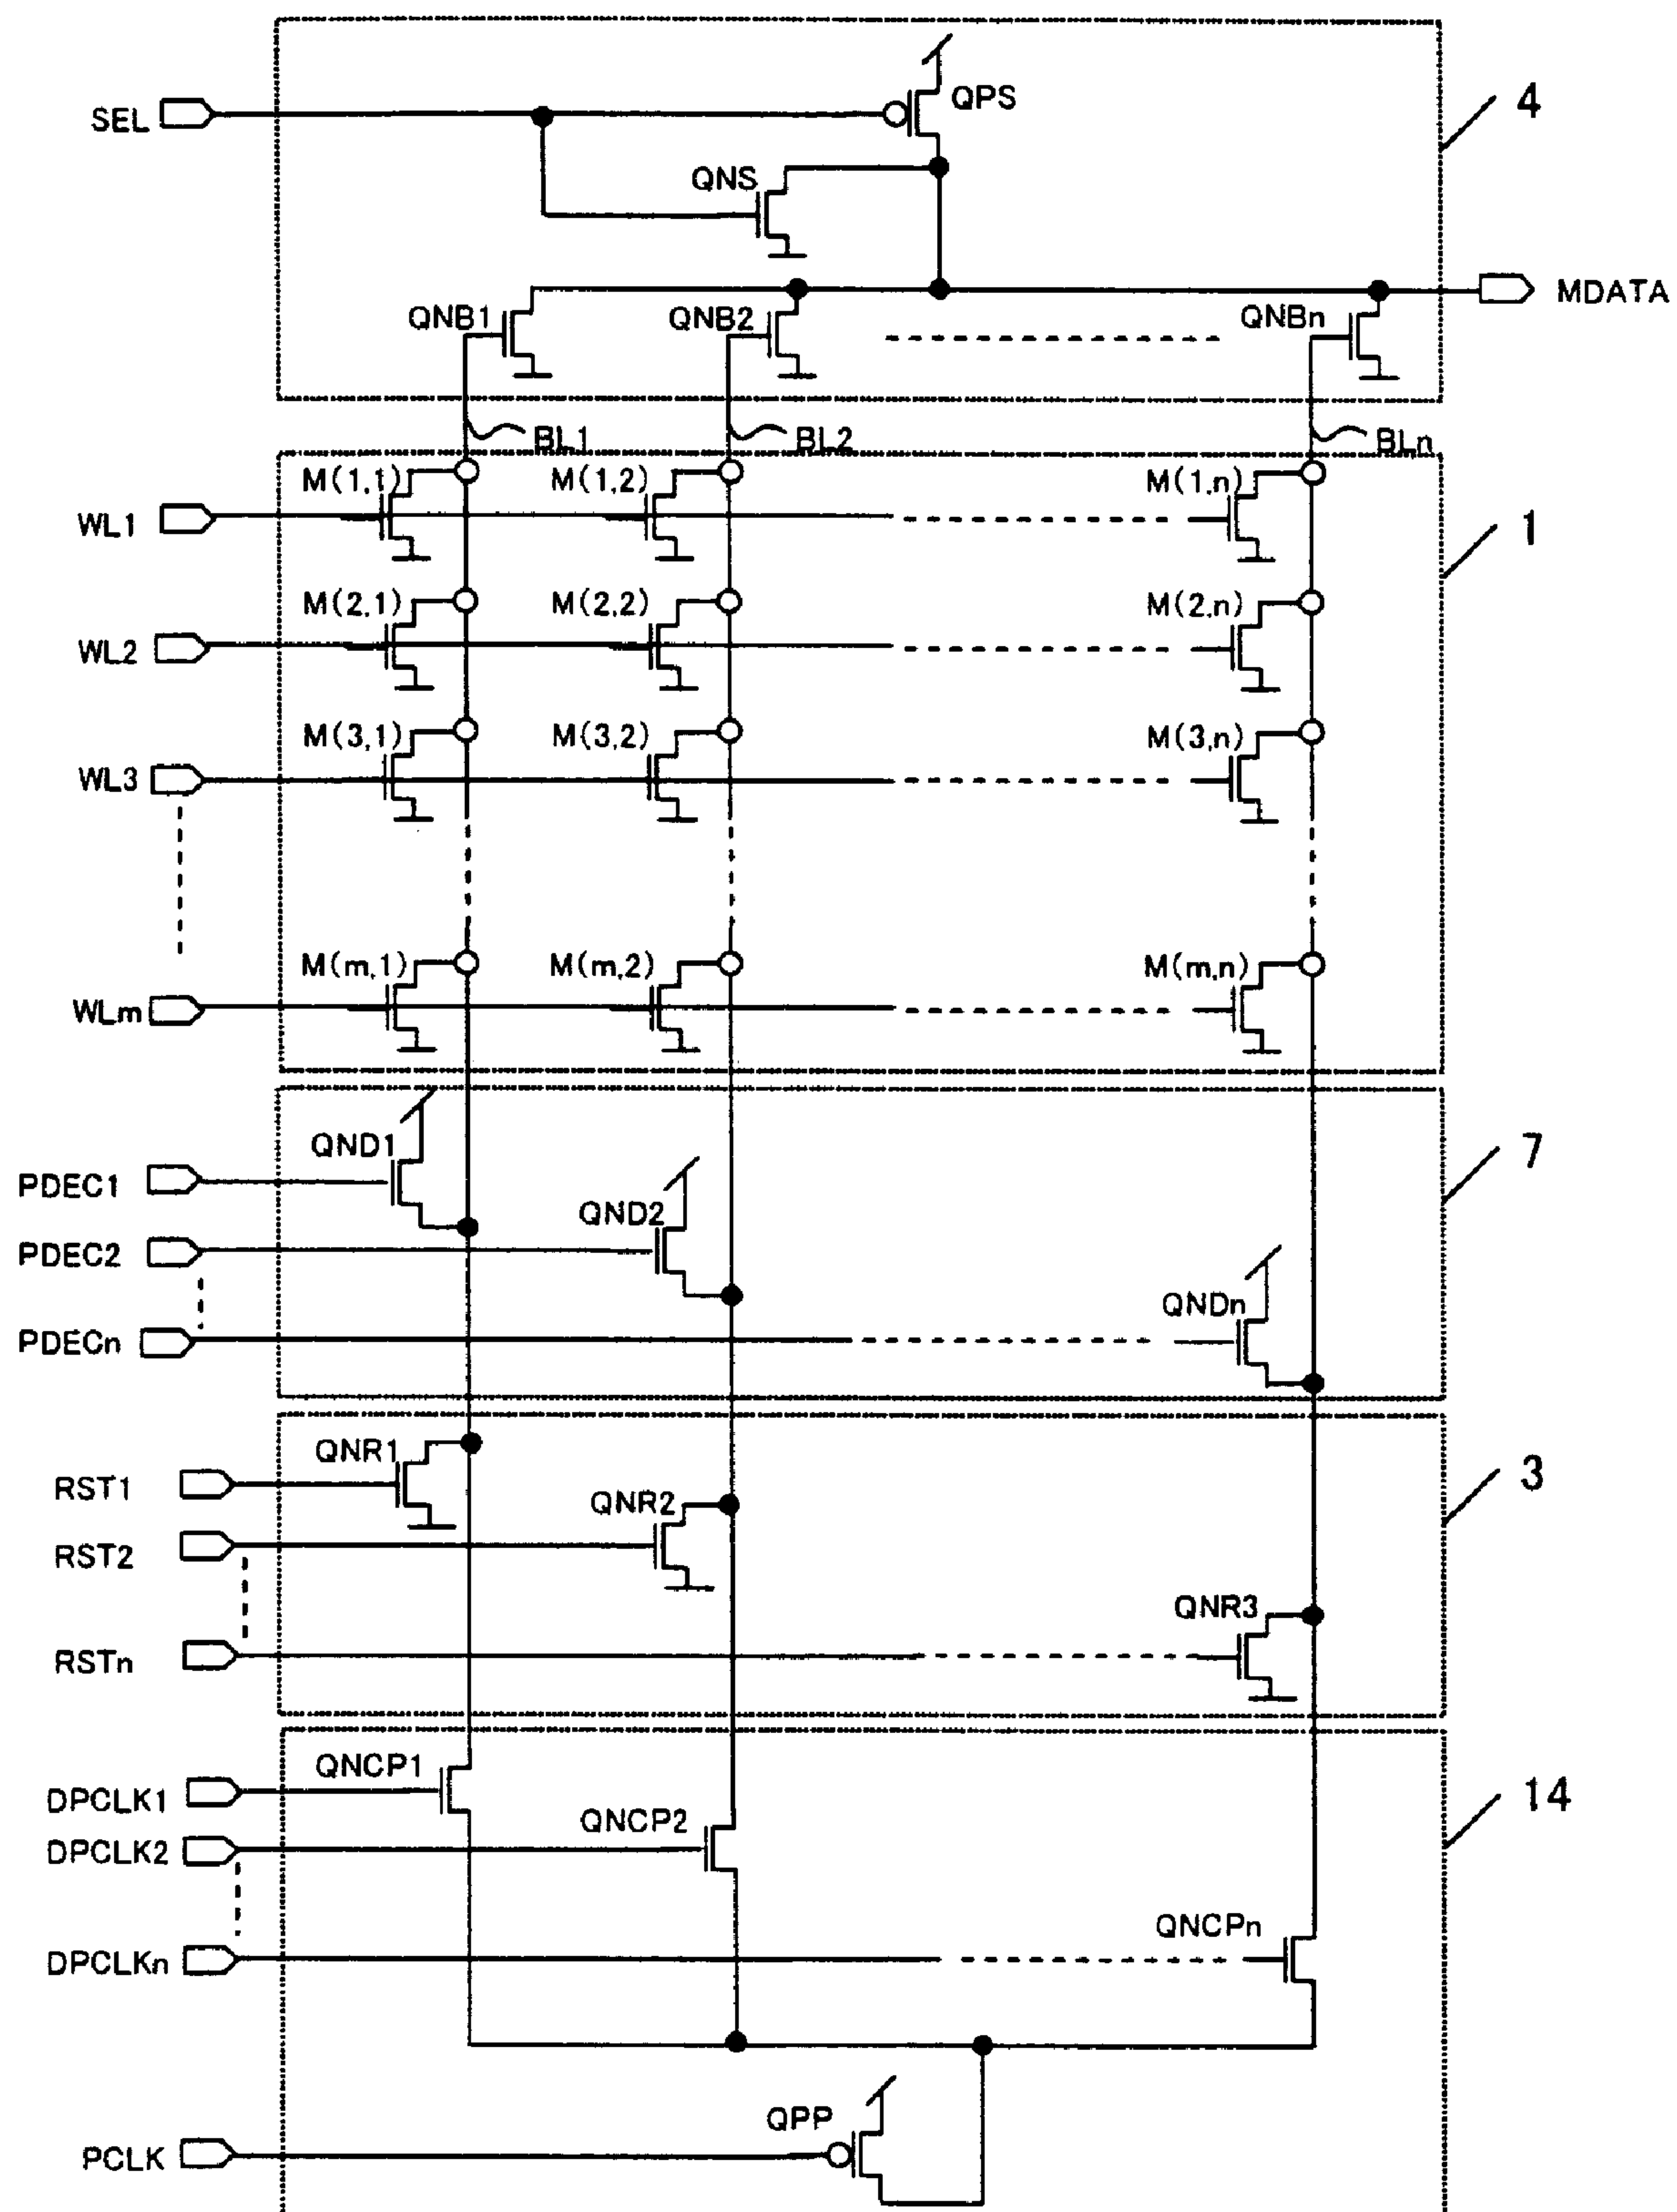 SEL
QPS
4
QNS
MDATA
QNB1
QNB2
QNBn
BL1
BL2
BLn
M(1,1)
M(1,2)
M(1,n)
WL1
1
M(2,1)
M(2,2)
M(2,n)
WL2
M(3,1)
M(3,2)
M(3,n)
WL3
M(m,1)
M(m,2)
M(m,n)
WLm
QND1
7
PDEC1
QND2
PDEC2
QNDn
PDECn
QNR1
3
RST1
QNR2
RST2
QNR3
RSTn
QNCP1
14
DPCLK1
QNCP2
DPCLK2
QNCPn
DPCLKn
QPP
PCLK